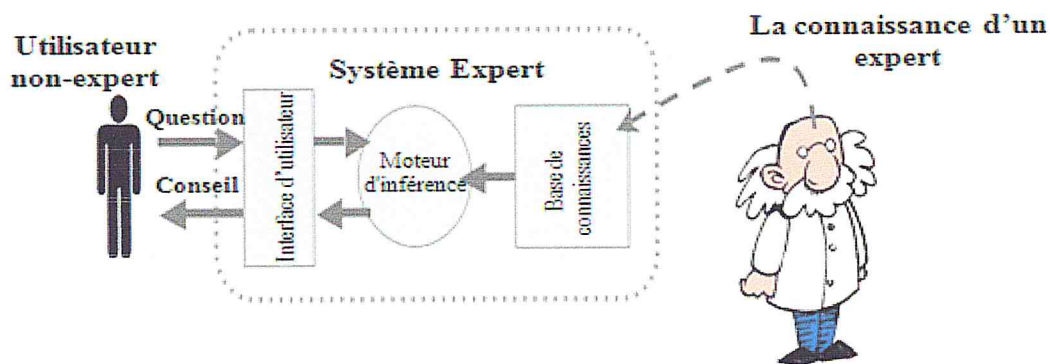 Utilisateur
non-expert
Question
Conseil
Système Expert
Interface d'utilisateur
Moteur
d'inférence
Base de
connaissances
La connaissance d'un
expert